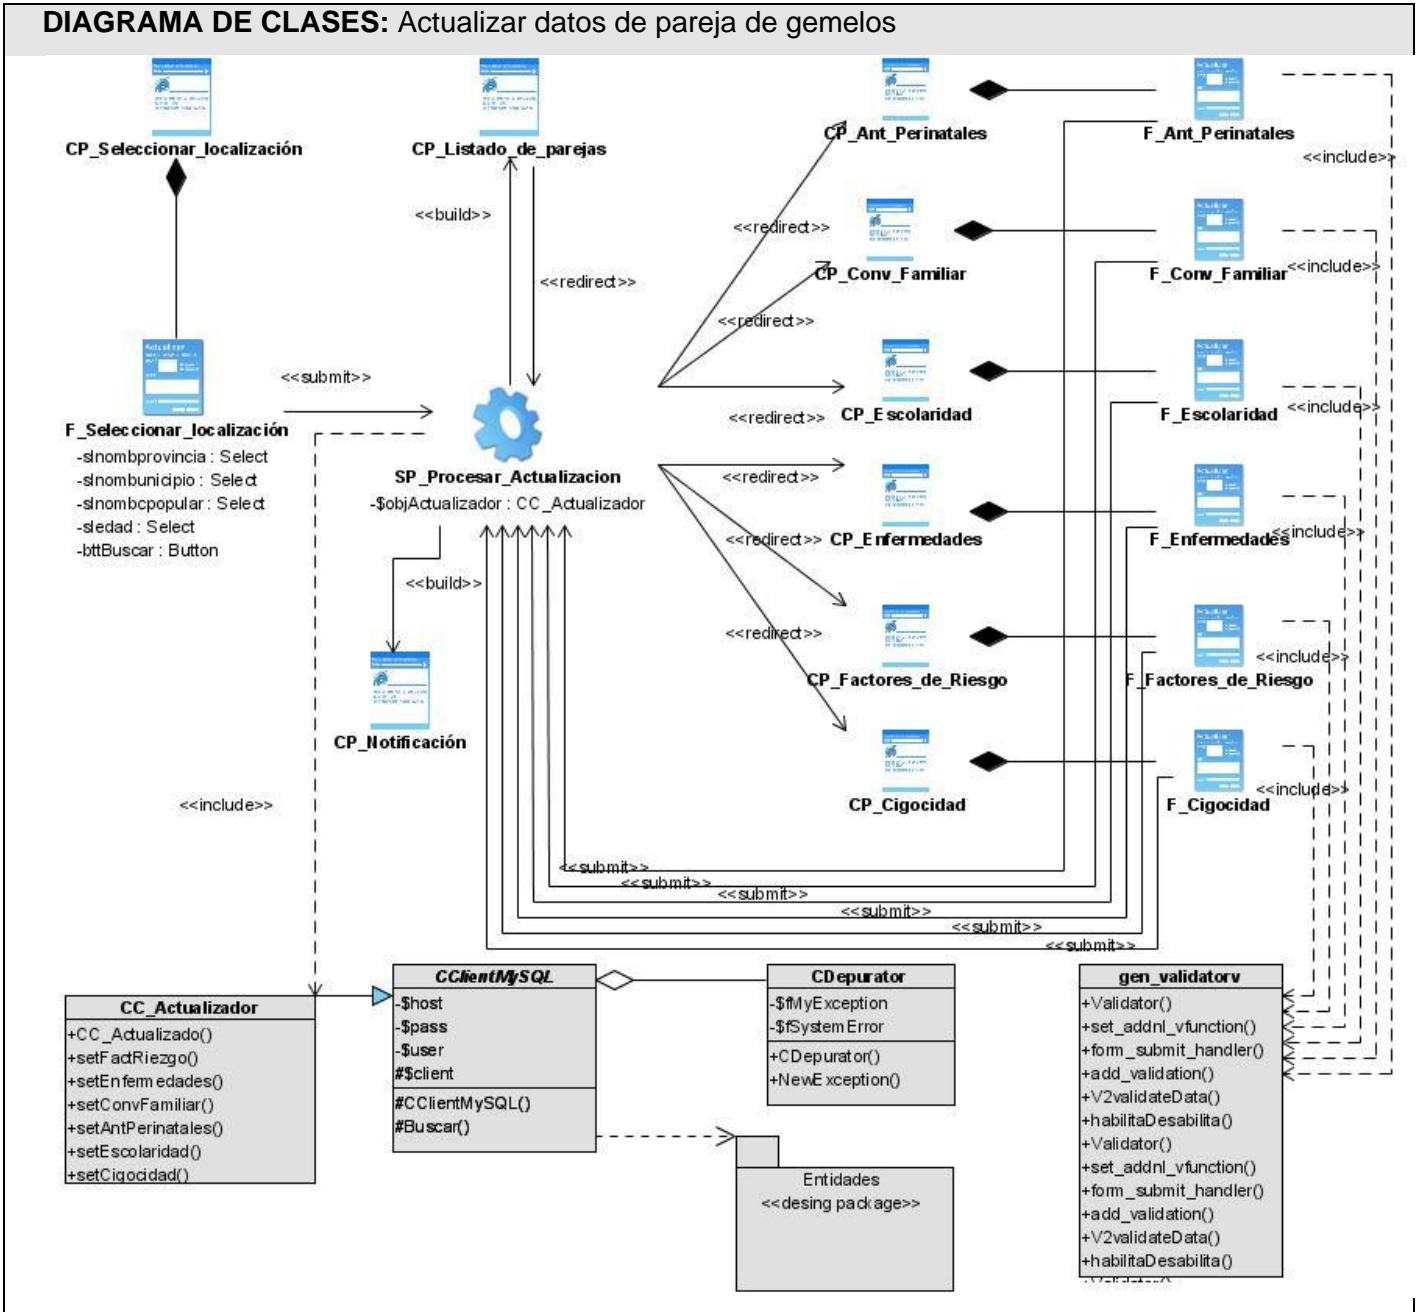 DIAGRAMA DE CLASES: Actualizar datos de pareja de gemelos
CP_Seleccionar_localización
CP_Listado_de_parejas
CP_Ant_Perinatales
F_Ant_Perinatales
<<include>>
<<build>>
<<redirect>>
<<redirect>>
CP_Conv_Familiar
F_Conv_Familiar
<<include>>
<<redirect>>
Actualizar
<<submit>>
F_Seleccionar_localización
-slnombprovincia : Select
-slnombunicipio : Select
-slnombcpopular : Select
-sledad : Select
-bttBuscar : Button
SP_Procesar_Actualizacion
-$objActualizador : CC_Actualizador
<<redirect>>
CP_Escolaridad
F_Escolaridad
<<include>>
<<redirect>>
<<redirect>>
CP_Enfermedades
F_Enfermedades
<<include>>
<<build>>
<<redirect>>
CP_Factores_de_Riesgo
F_Factores_de_Riesgo
<<include>>
CP_Notificación
<<include>>
CP_Cigocidad
F_Cigocidad
<<include>>
<<submit>>
<<submit>>
<<submit>>
<<submit>>
<<submit>>
<<submit>>
CC_Actualizador
+CC_Actualizado()
+setFactRiezgo()
+setEnfermedades()
+setConvFamiliar()
+setAntPerinatales()
+setEscolaridad()
+setCigocidad()
CClientMySQL
-$host
-$pass
-$user
#$client
#CClientMySQL()
#Buscar()
CDepurator
-$fMyException
-$fSystemError
+CDepurator()
+NewException()
Entidades
<<desing package>>
gen_validatorv
+Validator()
+set_addnl_vfunction()
+form_submit_handler()
+add_validation()
+V2validateData()
+habilitaDesabilita()
+Validator()
+set_addnl_vfunction()
+form_submit_handler()
+add_validation()
+V2validateData()
+habilitaDesabilita()